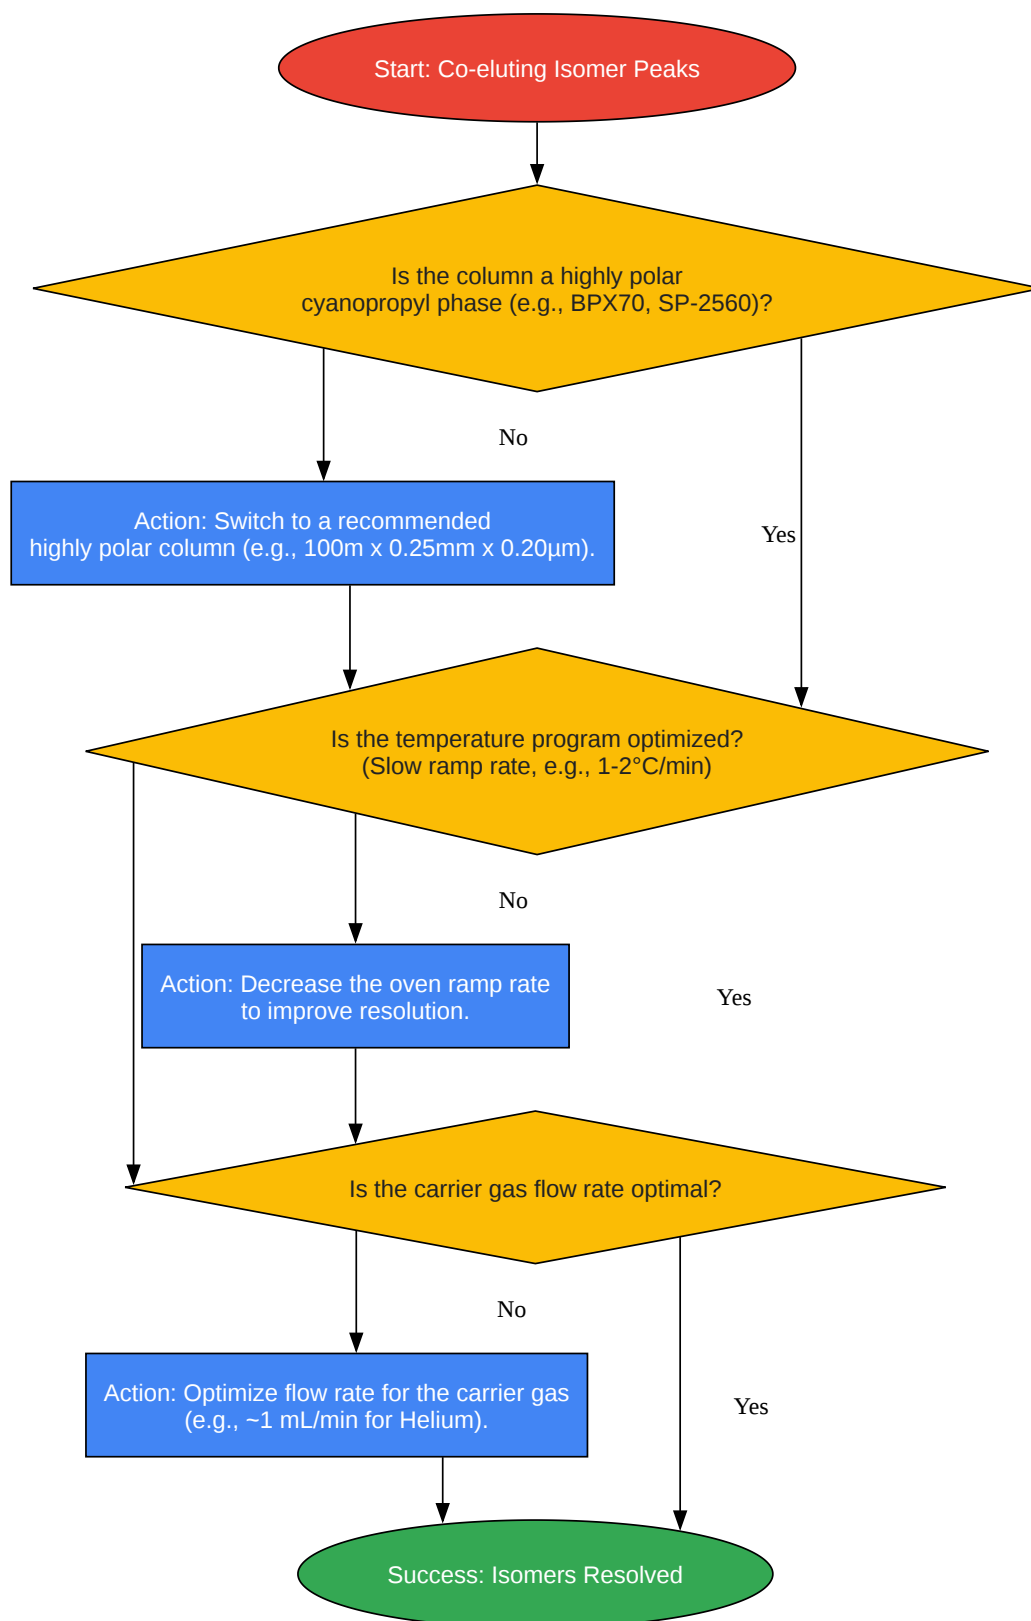 Start: Co-eluting Isomer Peaks
Is the column a highly polar
cyanopropyl phase (e.g., BPX70, SP-2560)?
No
Action: Switch to a recommended
highly polar column (e.g., 100m x 0.25mm x 0.20µm).
Yes
Is the temperature program optimized?
(Slow ramp rate, e.g., 1-2°C/min)
No
Action: Decrease the oven ramp rate
to improve resolution.
Yes
Is the carrier gas flow rate optimal?
No
Action: Optimize flow rate for the carrier gas
(e.g., ~1 mL/min for Helium).
Yes
Success: Isomers Resolved